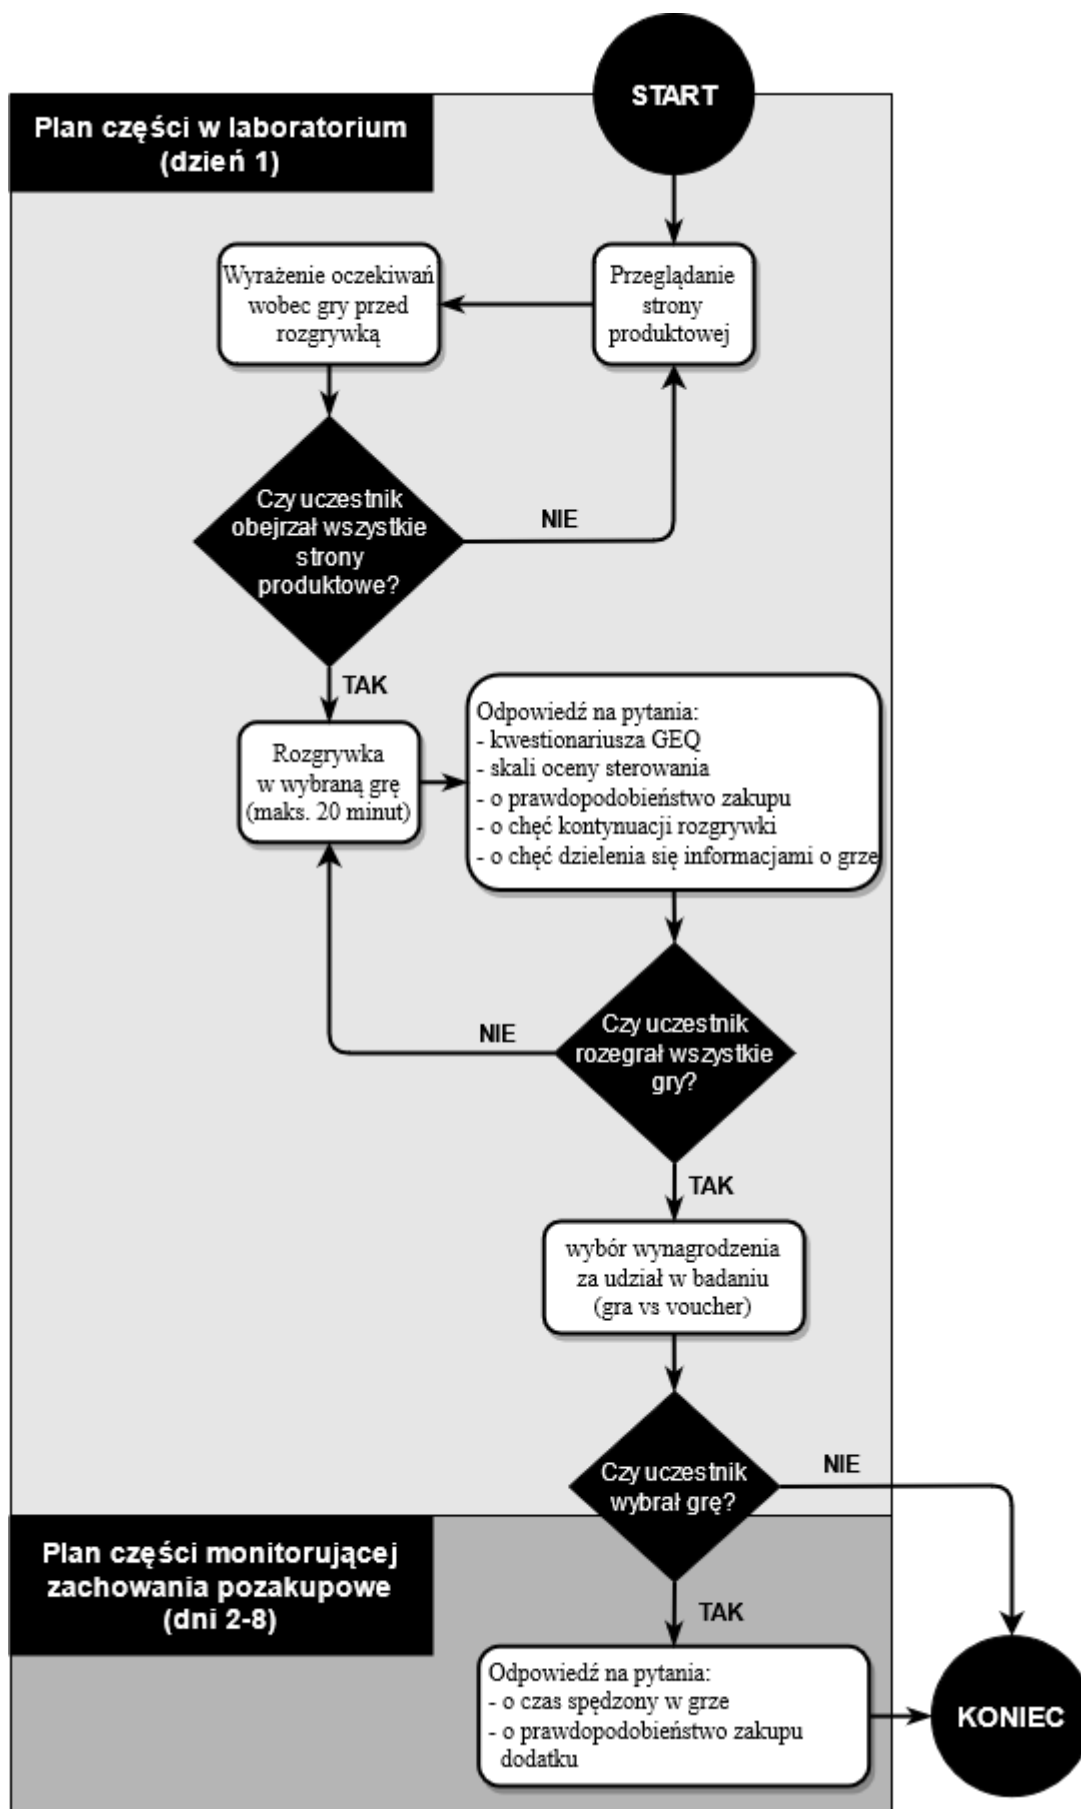 START
Plan części w laboratorium
(dzień 1)
Przeglądanie
strony
produktowej
Wyrażenie oczekiwań
wobec gry przed
rozgrywką
Czy uczestnik
obejrzał wszystkie
strony
produktowe?
NIE
TAK
Rozgrywka
w wybraną grę
(maks. 20 minut)
Odpowiedź na pytania:
- kwestionariusza GEQ
- skali oceny sterowania
- o prawdopodobieństwo zakupu
- o chęć kontynuacji rozgrywki
- o chęć dzielenia się informacjami o grze
Czy uczestnik
rozegrał wszystkie
gry?
NIE
TAK
wybór wynagrodzenia
za udział w badaniu
(gra vs voucher)
Czy uczestnik
wybrał grę?
NIE
Plan części monitorującej
zachowania pozakupowe
(dni 2-8)
TAK
Odpowiedź na pytania:
- o czas spędzony w grze
- o prawdopodobieństwo zakupu
dodatku
KONIEC